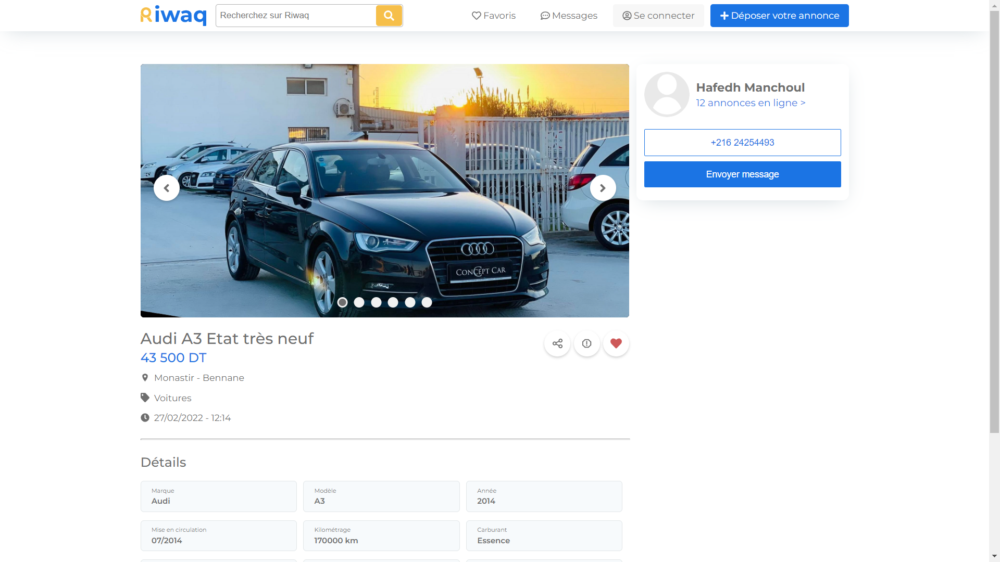 Riwaq
Recherchez sur Riwaq
Favoris
Messages
Se connecter
Déposer votre annonce
CONCEPT CAR
Hafedh Manchoul
12 annonces en ligne >
+216 24254493
Envoyer message
Audi A3 Etat très neuf
43 500 DT
Monastir - Bennane
Voitures
27/02/2022 - 12:14
Détails
Marque
Audi
Modèle
A3
Année
2014
Mise en circulation
07/2014
Kilométrage
170000 km
Carburant
Essence